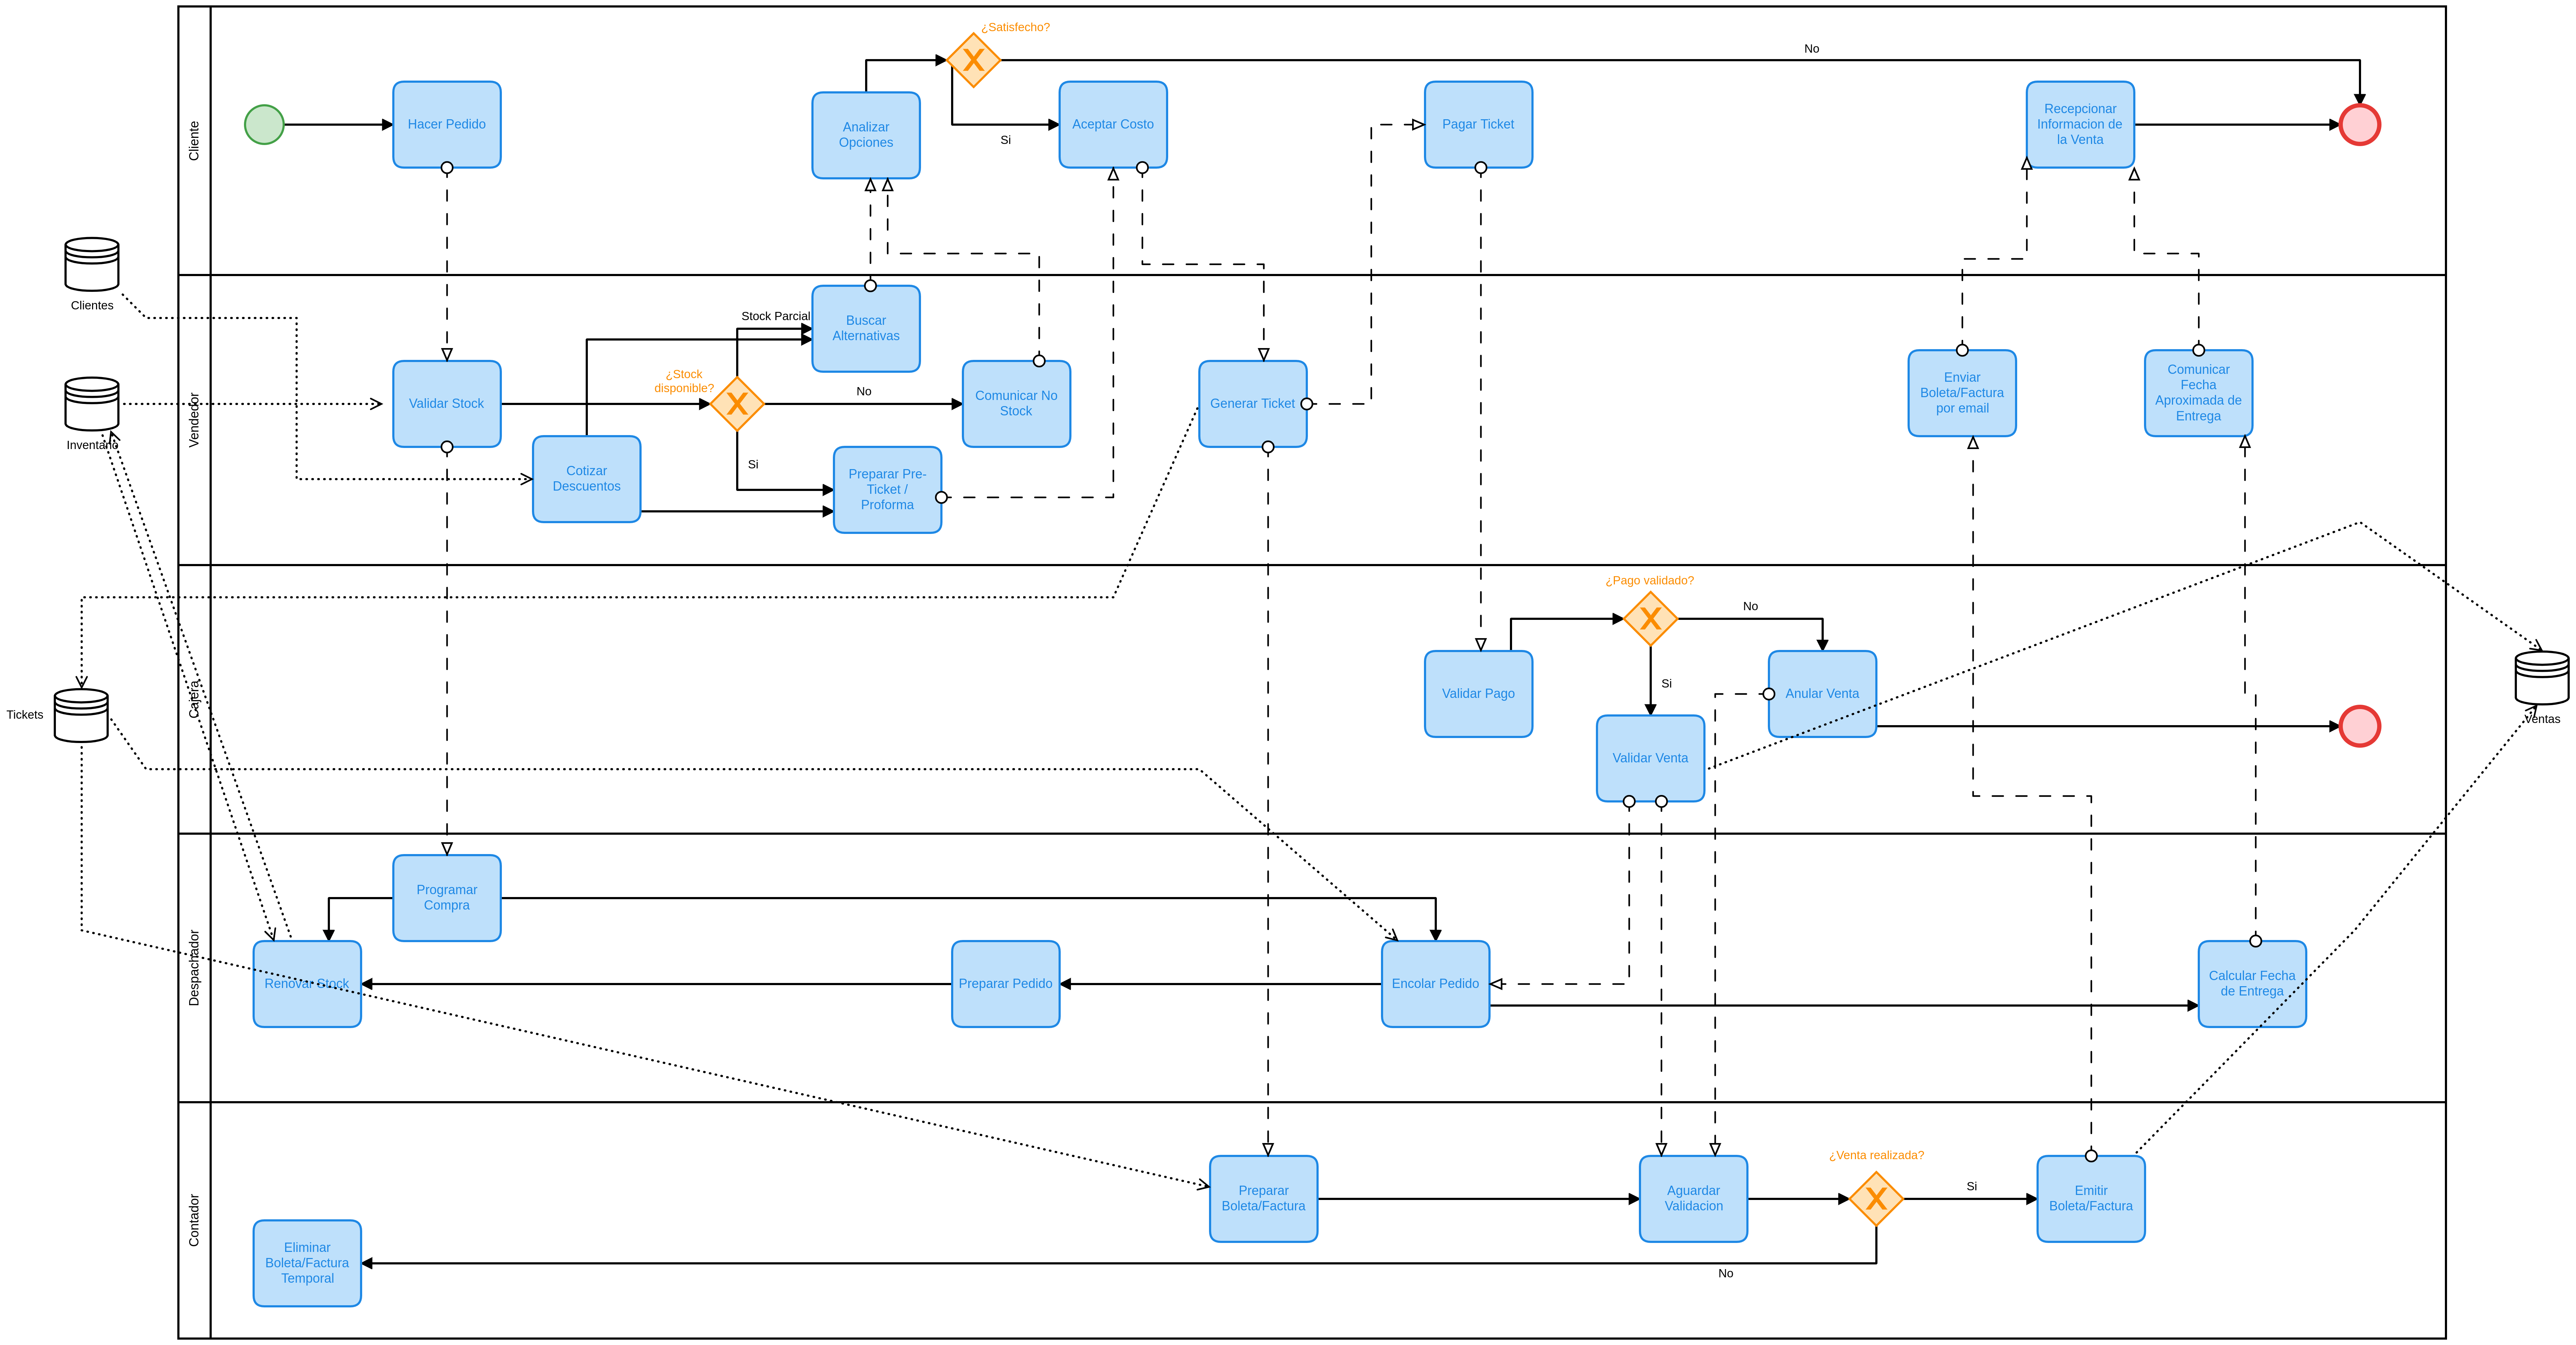 Cliente
¿Satisfecho?
No
Hacer Pedido
Analizar
Opciones
Si
Aceptar Costo
Pagar Ticket
Recepcionar
Informacion de
la Venta
Clientes
Inventario
Tickets
Ventas
Vendedor
Stock Parcial
Buscar
Alternativas
¿Stock
disponible?
Validar Stock
No
Comunicar No
Stock
Generar Ticket
Enviar
Boleta/Factura
por email
Comunicar
Fecha
Aproximada de
Entrega
Cotizar
Descuentos
Si
Preparar Pre-
Ticket /
Proforma
Cajera
¿Pago validado?
No
Validar Pago
Si
Anular Venta
Validar Venta
Despachador
Programar
Compra
Renovar Stock
Preparar Pedido
Encolar Pedido
Calcular Fecha
de Entrega
Contador
¿Venta realizada?
Preparar
Boleta/Factura
Aguardar
Validacion
Si
Emitir
Boleta/Factura
Eliminar
Boleta/Factura
Temporal
No